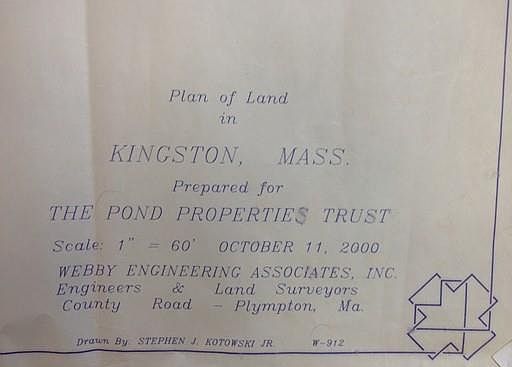 Plan of Land
in
KINGSTON, MASS.
Prepared for
THE POND PROPERTIES TRUST
Scale: 1" = 60' OCTOBER 11, 2000
WEBBY ENGINEERING ASSOCIATES, INC.
Engineers & Land Surveyors
County Road - Plympton, Ma.
Drawn By: STEPHEN J. KOTOWSKI JR. W-912